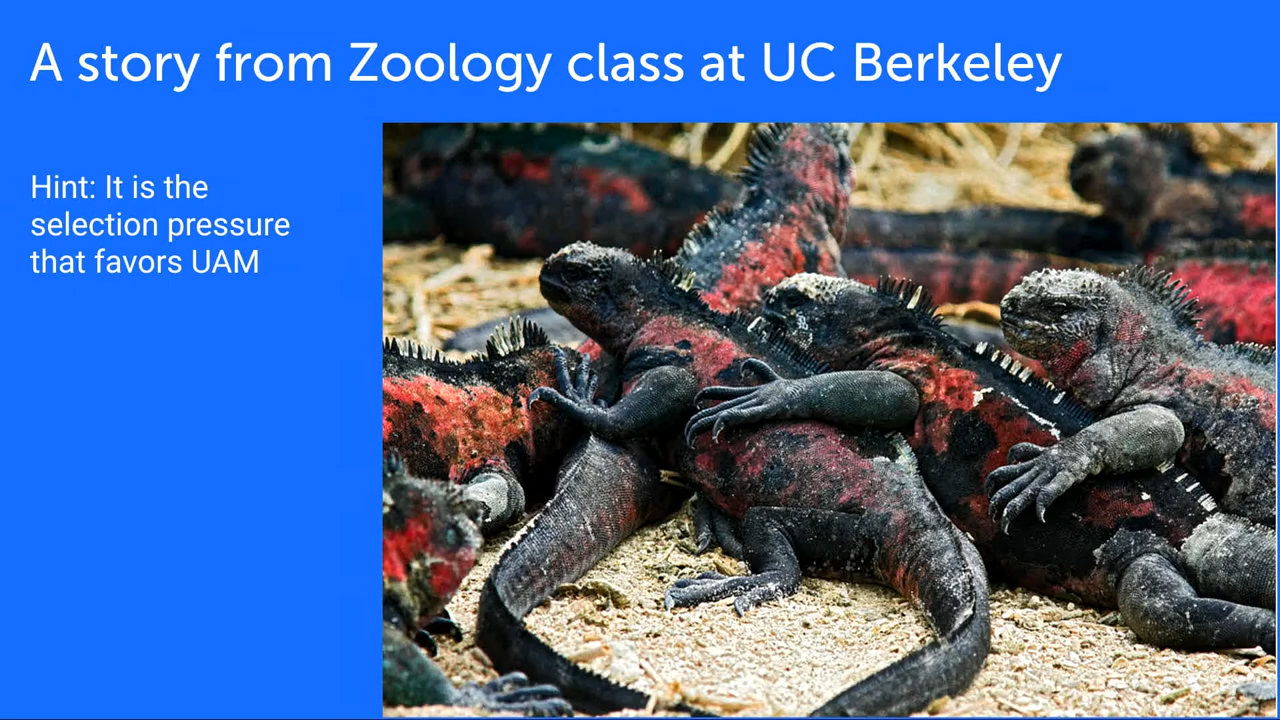 A story from Zoology class at UC Berkeley
Hint: It is the
selection pressure
that favors UAM